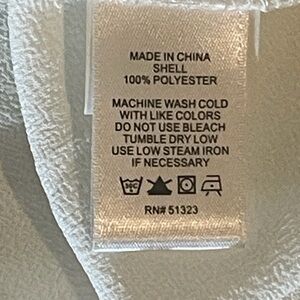 MADE IN CHINA
SHELL
100% POLYESTER
MACHINE WASH COLD
WITH LIKE COLORS
DO NOT USE BLEACH
TUMBLE DRY LOW
USE LOW STEAM IRON
IF NECESSARY
RN# 51323